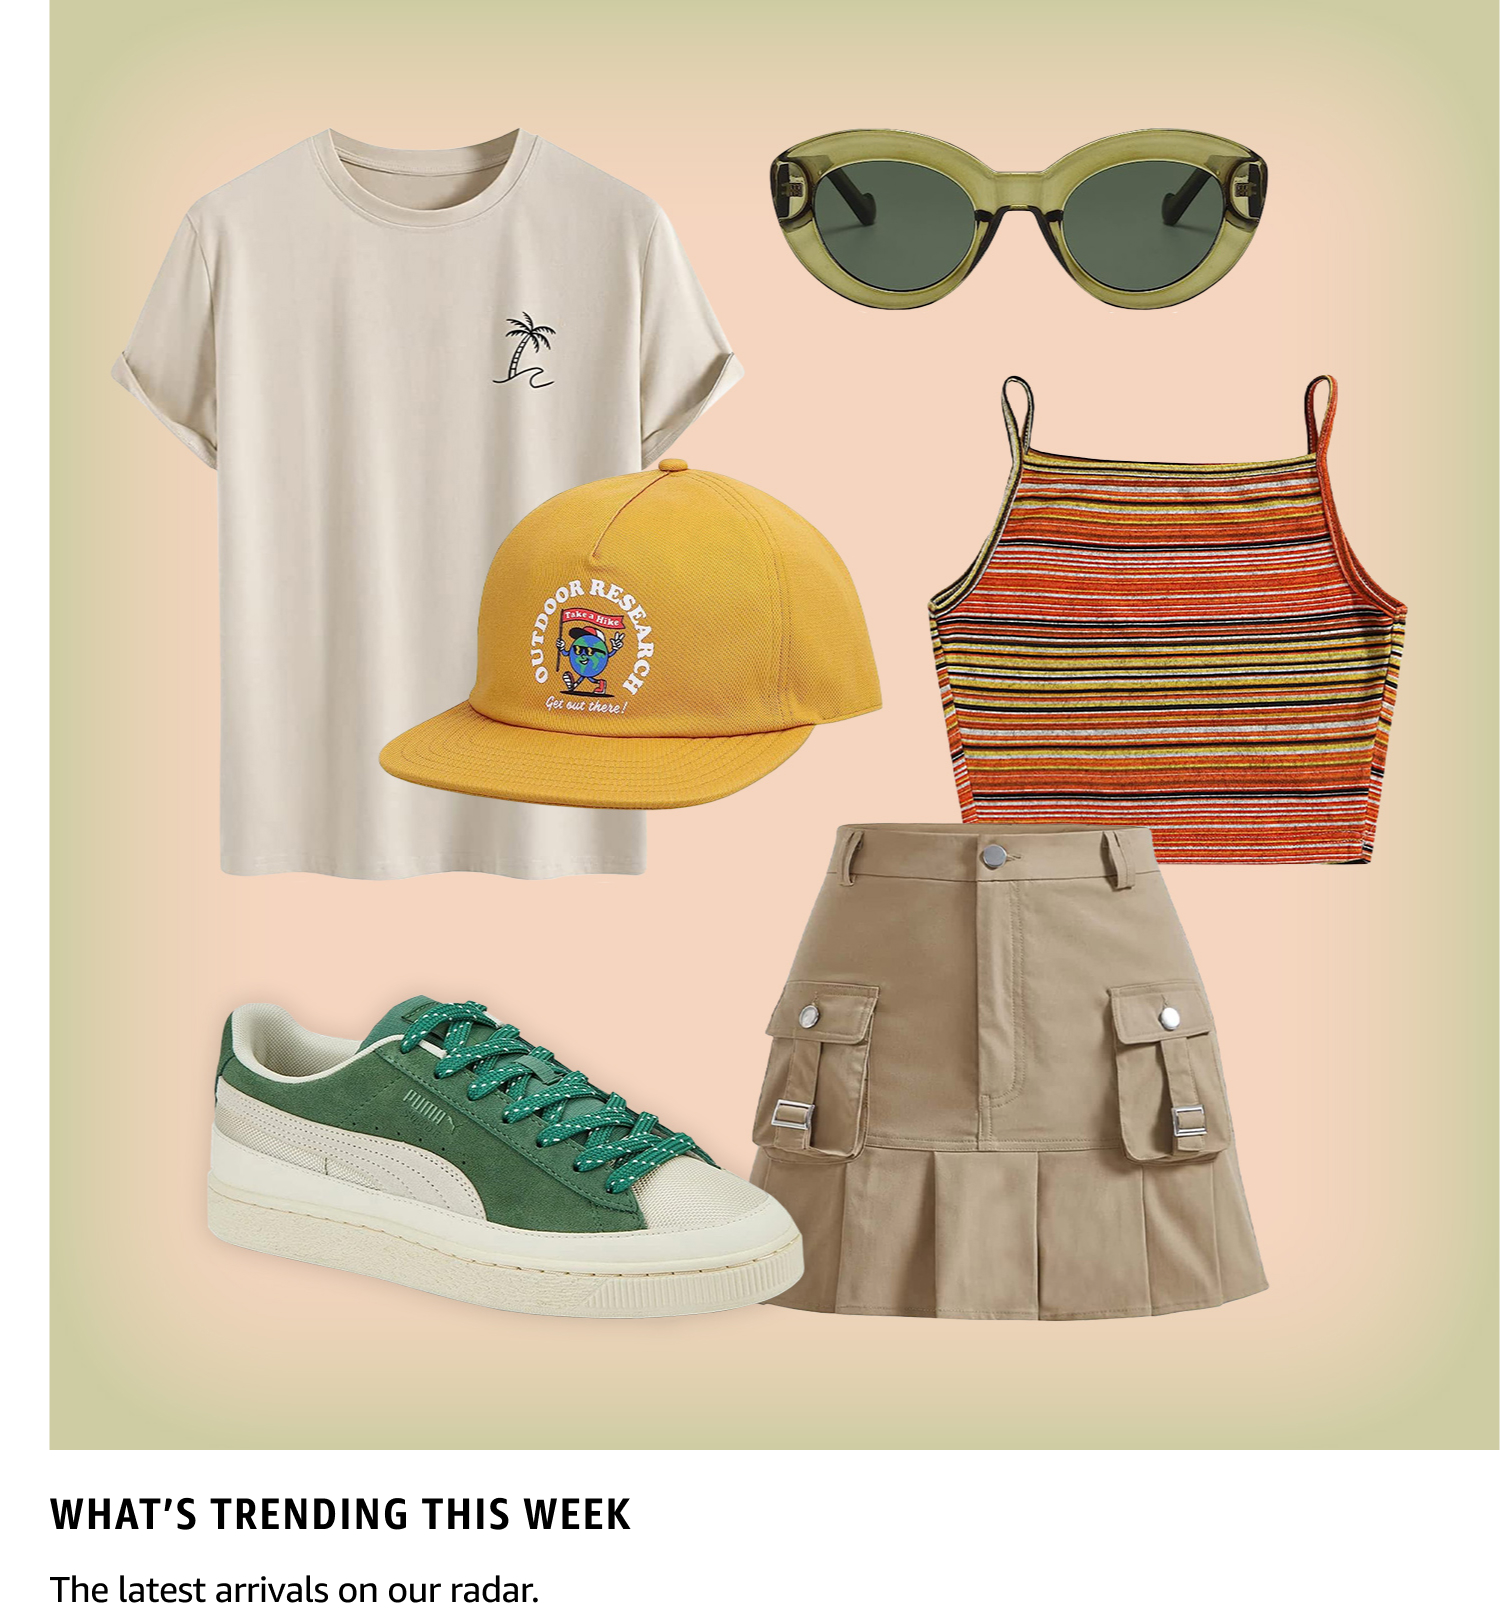 OUTDOOR RESEARCH
Take a Hike
Get out there!
PUMA
WHAT’S TRENDING THIS WEEK
The latest arrivals on our radar.